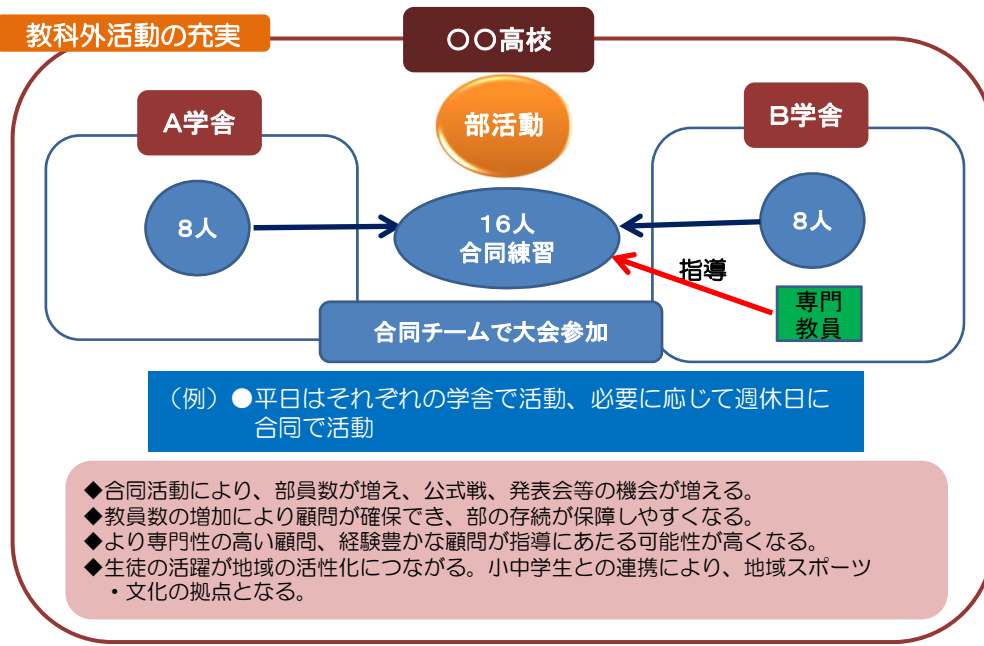 教科外活動の充実
〇〇高校
部活動
A学舎
B学舎
8人
16人
合同練習
8人
指導
専門
教員
合同チームで大会参加
（例）●平日はそれぞれの学舎で活動、必要に応じて週休日に
合同で活動
◆合同活動により、部員数が増え、公式戦、発表会等の機会が増える。
◆教員数の増加により顧問が確保でき、部の存続が保障しやすくなる。
◆より専門性の高い顧問、経験豊かな顧問が指導にあたる可能性が高くなる。
◆生徒の活躍が地域の活性化につながる。小中学生との連携により、地域スポーツ
・文化の拠点となる。